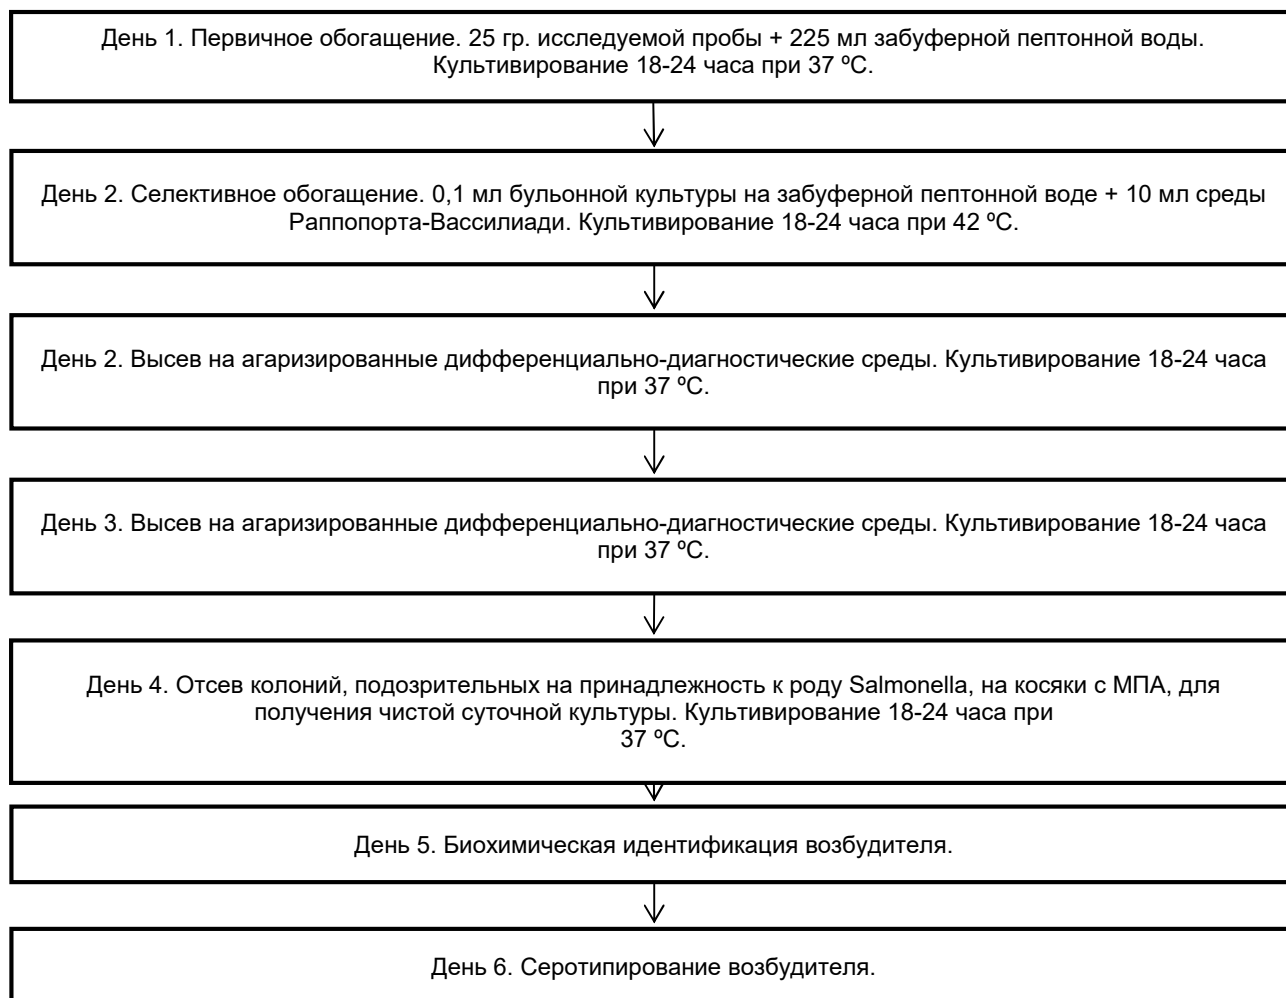 День 1. Первичное обогащение. 25 гр. исследуемой пробы + 225 мл забуферной пептонной воды.
Культивирование 18-24 часа при 37 ºС.
День 2. Селективное обогащение. 0,1 мл бульонной культуры на забуферной пептонной воде + 10 мл среды
Раппопорта-Вассилиади. Культивирование 18-24 часа при 42 ºС.
День 2. Высев на агаризированные дифференциально-диагностические среды. Культивирование 18-24 часа
при 37 ºС.
День 3. Высев на агаризированные дифференциально-диагностические среды. Культивирование 18-24 часа
при 37 ºС.
День 4. Отсев колоний, подозрительных на принадлежность к роду Salmonella, на косяки с МПА, для
получения чистой суточной культуры. Культивирование 18-24 часа при
37 ºС.
День 5. Биохимическая идентификация возбудителя.
День 6. Серотипирование возбудителя.